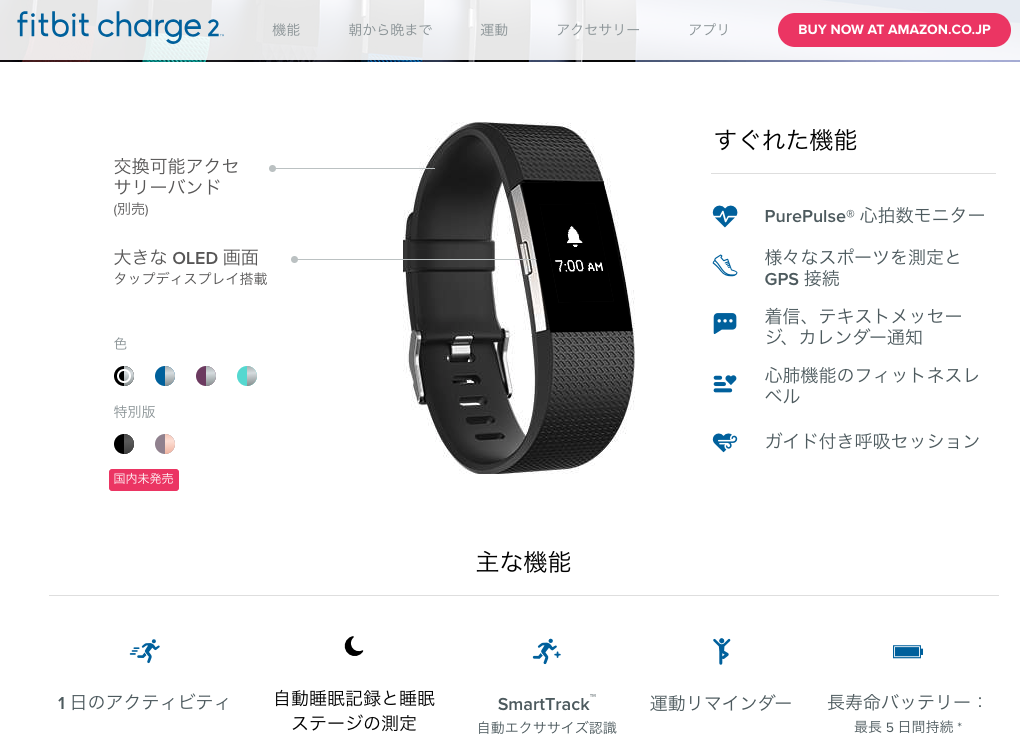 fitbit charge 2™
機能
朝から晩まで
運動
アクセサリー
アプリ
BUY NOW AT AMAZON.CO.JP
交換可能アクセ
サリーバンド
(別売)
大きな OLED 画面
タップディスプレイ搭載
色
特別版
国内未発売
7:00 AM
すぐれた機能
PurePulse® 心拍数モニター
様々なスポーツを測定と
GPS 接続
着信、テキストメッセー
ジ、カレンダー通知
心肺機能のフィットネスレ
ベル
ガイド付き呼吸セッション
主な機能
1 日のアクティビティ
自動睡眠記録と睡眠
ステージの測定
SmartTrack™
自動エクササイズ認識
運動リマインダー
長寿命バッテリー：
最長 5 日間持続 *